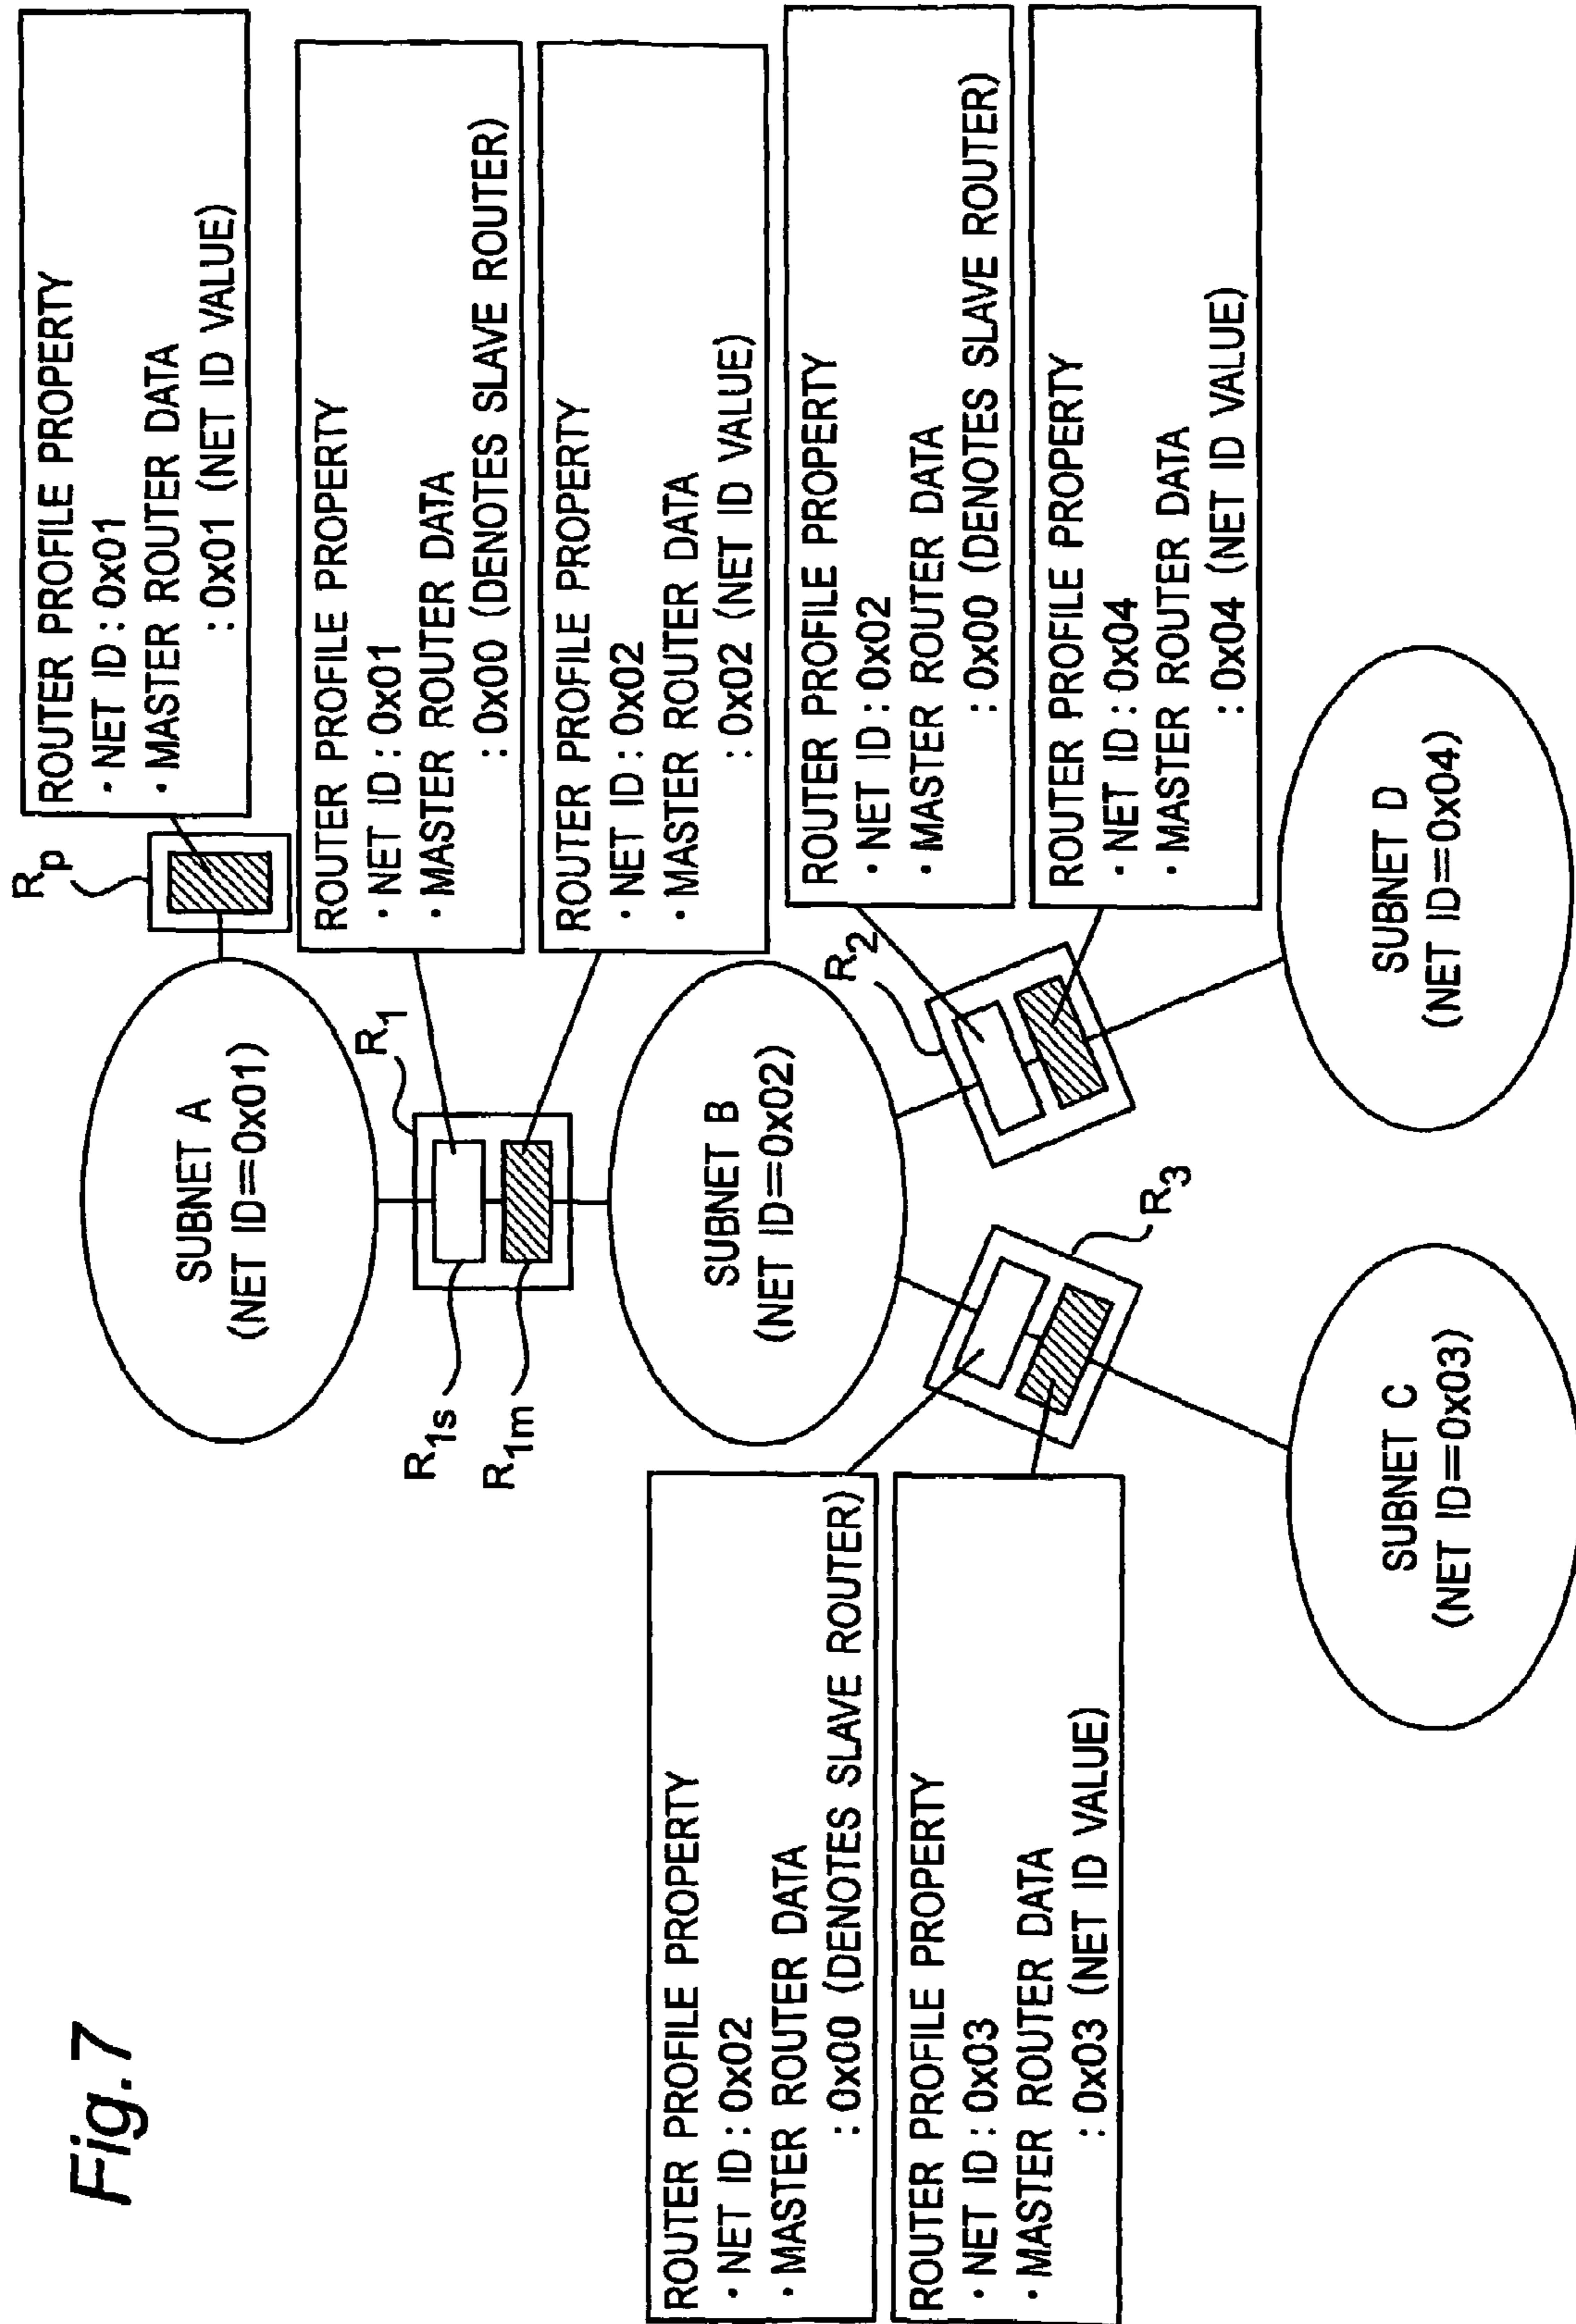 Fig.7
Rp
ROUTER PROFILE PROPERTY
・NET ID:0x01
・MASTER ROUTER DATA
:0x01 (NET ID VALUE)
SUBNET A
(NET ID=0x01)
R1
R1s
R1m
ROUTER PROFILE PROPERTY
・NET ID:0x01
・MASTER ROUTER DATA
:0x00 (DENOTES SLAVE ROUTER)
ROUTER PROFILE PROPERTY
・NET ID:0x02
・MASTER ROUTER DATA
:0x02 (NET ID VALUE)
SUBNET B
(NET ID=0x02)
ROUTER PROFILE PROPERTY
・NET ID:0x02
・MASTER ROUTER DATA
:0x00 (DENOTES SLAVE ROUTER)
ROUTER PROFILE PROPERTY
・NET ID:0x03
・MASTER ROUTER DATA
:0x03 (NET ID VALUE)
R3
R2
ROUTER PROFILE PROPERTY
・NET ID:0x02
・MASTER ROUTER DATA
:0x00 (DENOTES SLAVE ROUTER)
ROUTER PROFILE PROPERTY
・NET ID:0x04
・MASTER ROUTER DATA
:0x04 (NET ID VALUE)
SUBNET C
(NET ID=0x03)
SUBNET D
(NET ID=0x04)